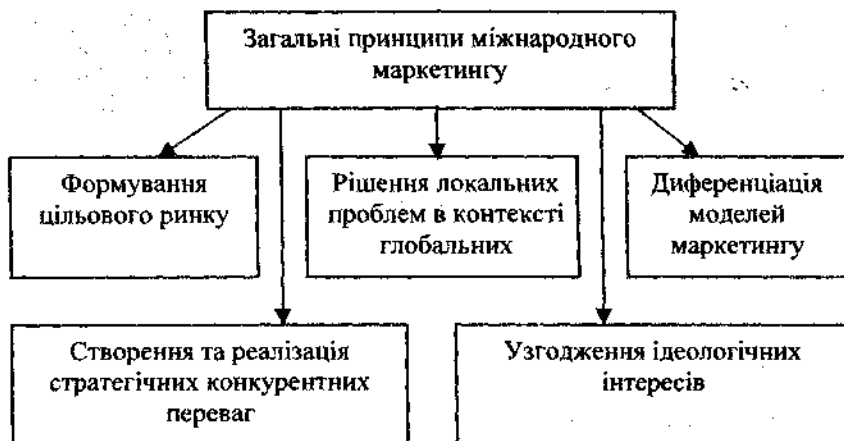 Загальні принципи міжнародного
маркетингу
Формування
цільового ринку
Рішення локальних
проблем в контексті
глобальних
Диференціація
моделей
маркетингу
Створення та реалізація
стратегічних конкурентних
переваг
Узгодження ідеологічних
інтересів